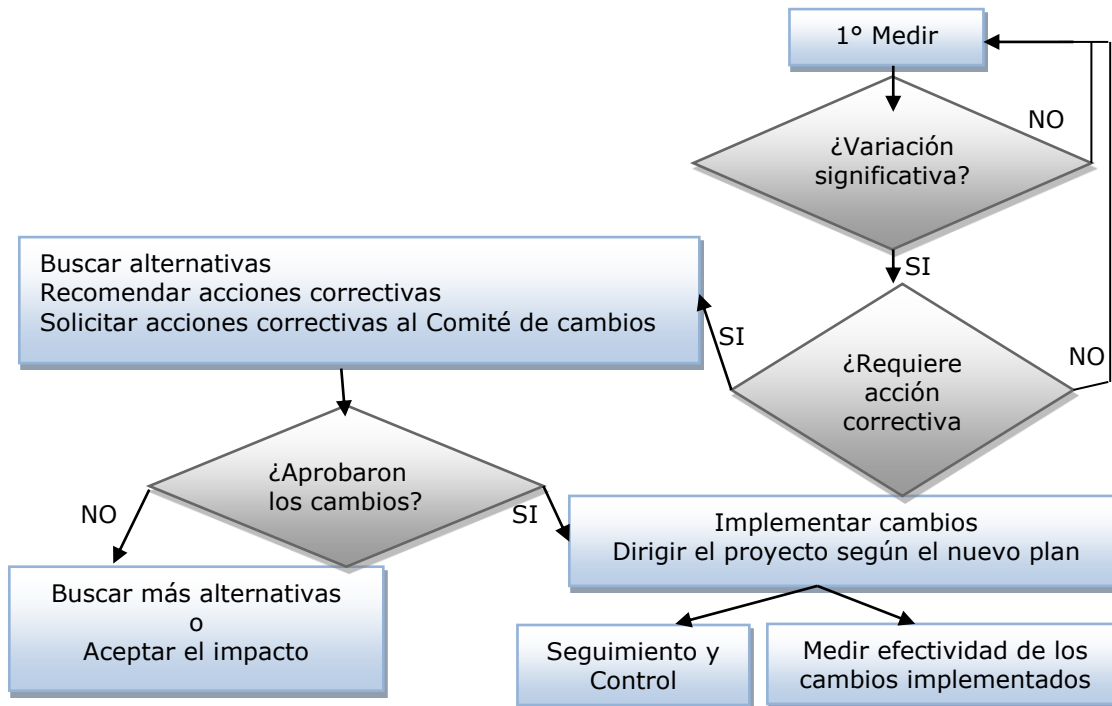 1° Medir
NO
¿Variación
significativa?
SI
Buscar alternativas
Recomendar acciones correctivas
Solicitar acciones correctivas al Comité de cambios
SI
¿Requiere
acción
correctiva
NO
¿Aprobaron
los cambios?
NO
SI
Implementar cambios
Dirigir el proyecto según el nuevo plan
Buscar más alternativas
o
Aceptar el impacto
Seguimiento y
Control
Medir efectividad de los
cambios implementados